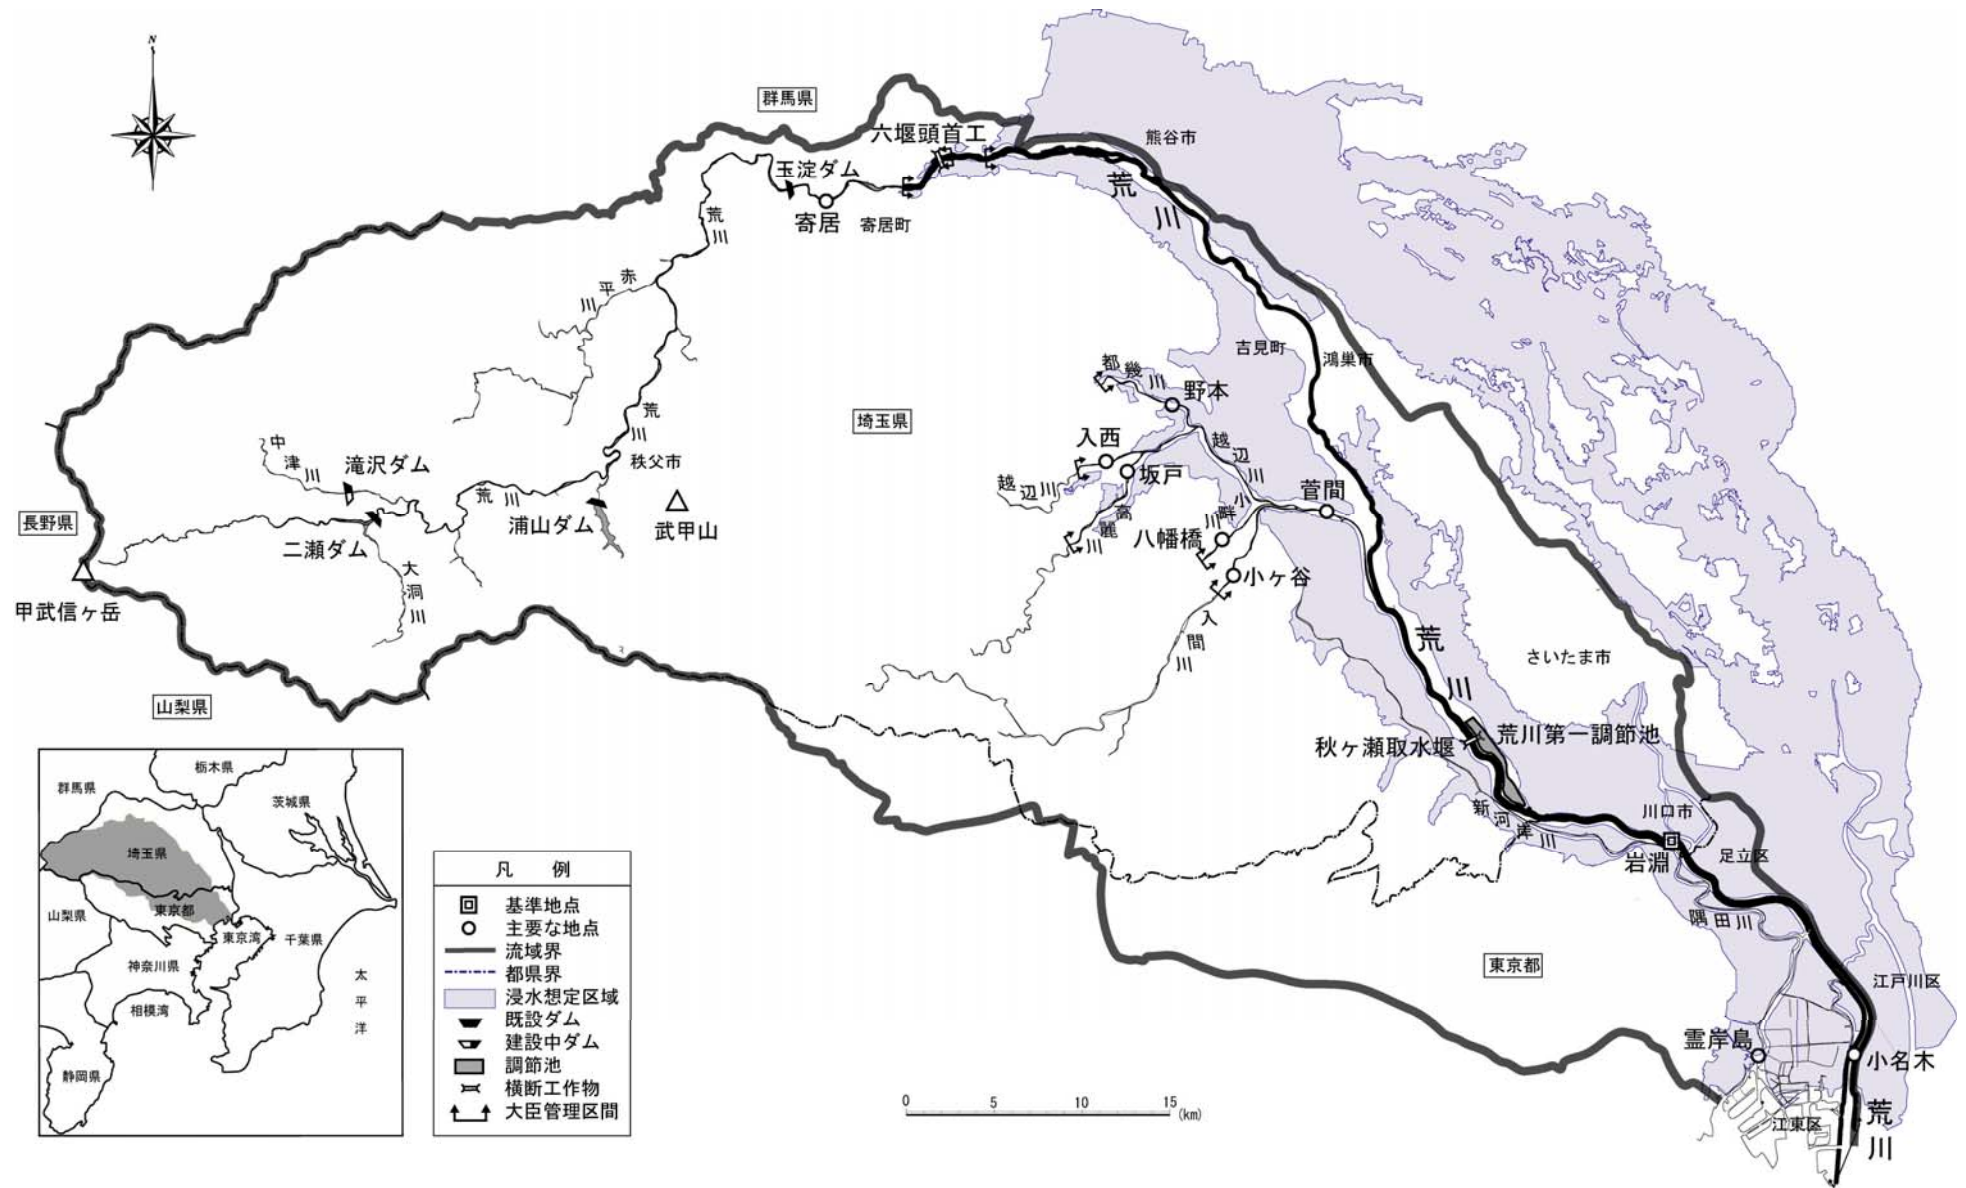 N
群馬県
六堰頭首工
熊谷市
玉淀ダム
荒川
寄居
寄居町
荒川
赤平川
吉見町
鴻巣市
都幾川
野本
荒川
埼玉県
入西
越辺川
秩父市
中津川
滝沢ダム
坂戸
越辺川
荒川
菅間
小畔川
高麗川
長野県
浦山ダム
武甲山
二瀬ダム
八幡橋
小ヶ谷
大洞川
甲武信ヶ岳
入間川
荒川
さいたま市
山梨県
秋ヶ瀬取水堰
荒川第一調節池
新河岸川
川口市
岩淵
足立区
隅田川
東京都
江戸川区
霊岸島
小名木
江東区
荒川
栃木県
群馬県
茨城県
埼玉県
山梨県
東京都
東京湾
千葉県
神奈川県
太平洋
相模湾
静岡県
凡 例
基準地点
主要な地点
流域界
都県界
浸水想定区域
既設ダム
建設中ダム
調節池
横断工作物
大臣管理区間
0 5 10 15 (km)